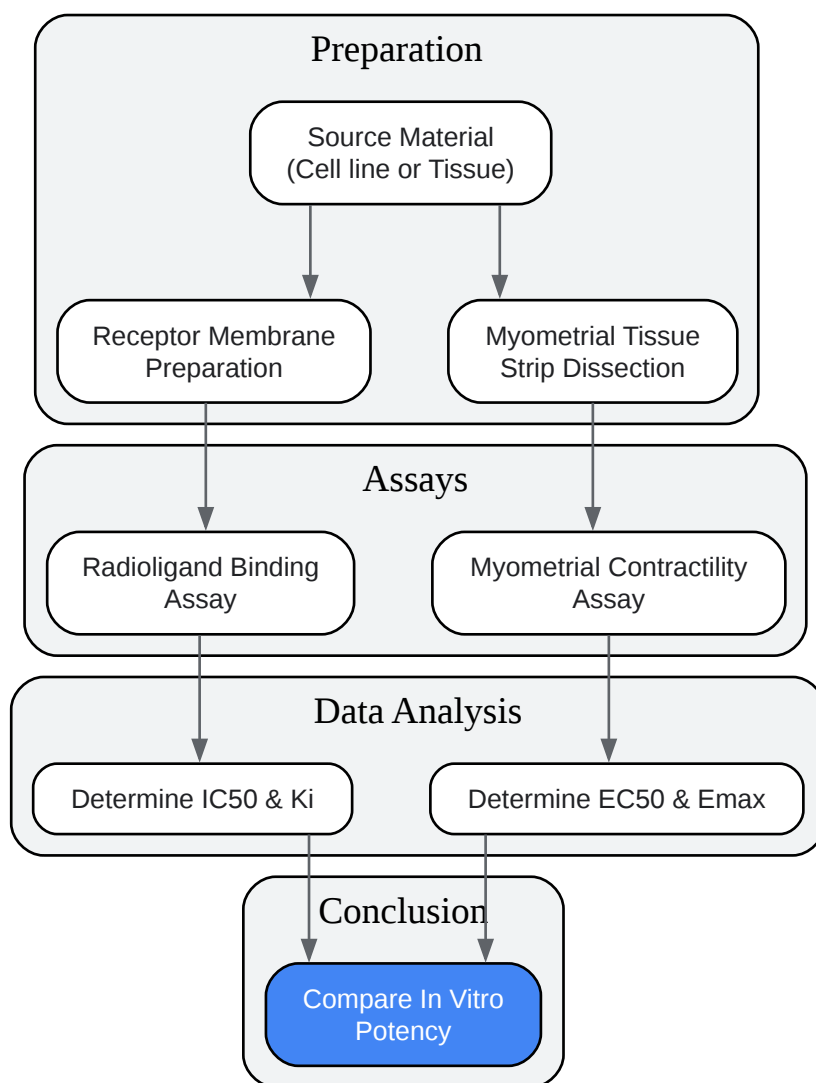 Preparation
Source Material
(Cell line or Tissue)
Receptor Membrane
Preparation
Myometrial Tissue
Strip Dissection
Assays
Radioligand Binding
Assay
Myometrial Contractility
Assay
Data Analysis
Determine IC50 & Ki
Determine EC50 & Emax
Conclusion
Compare In Vitro
Potency